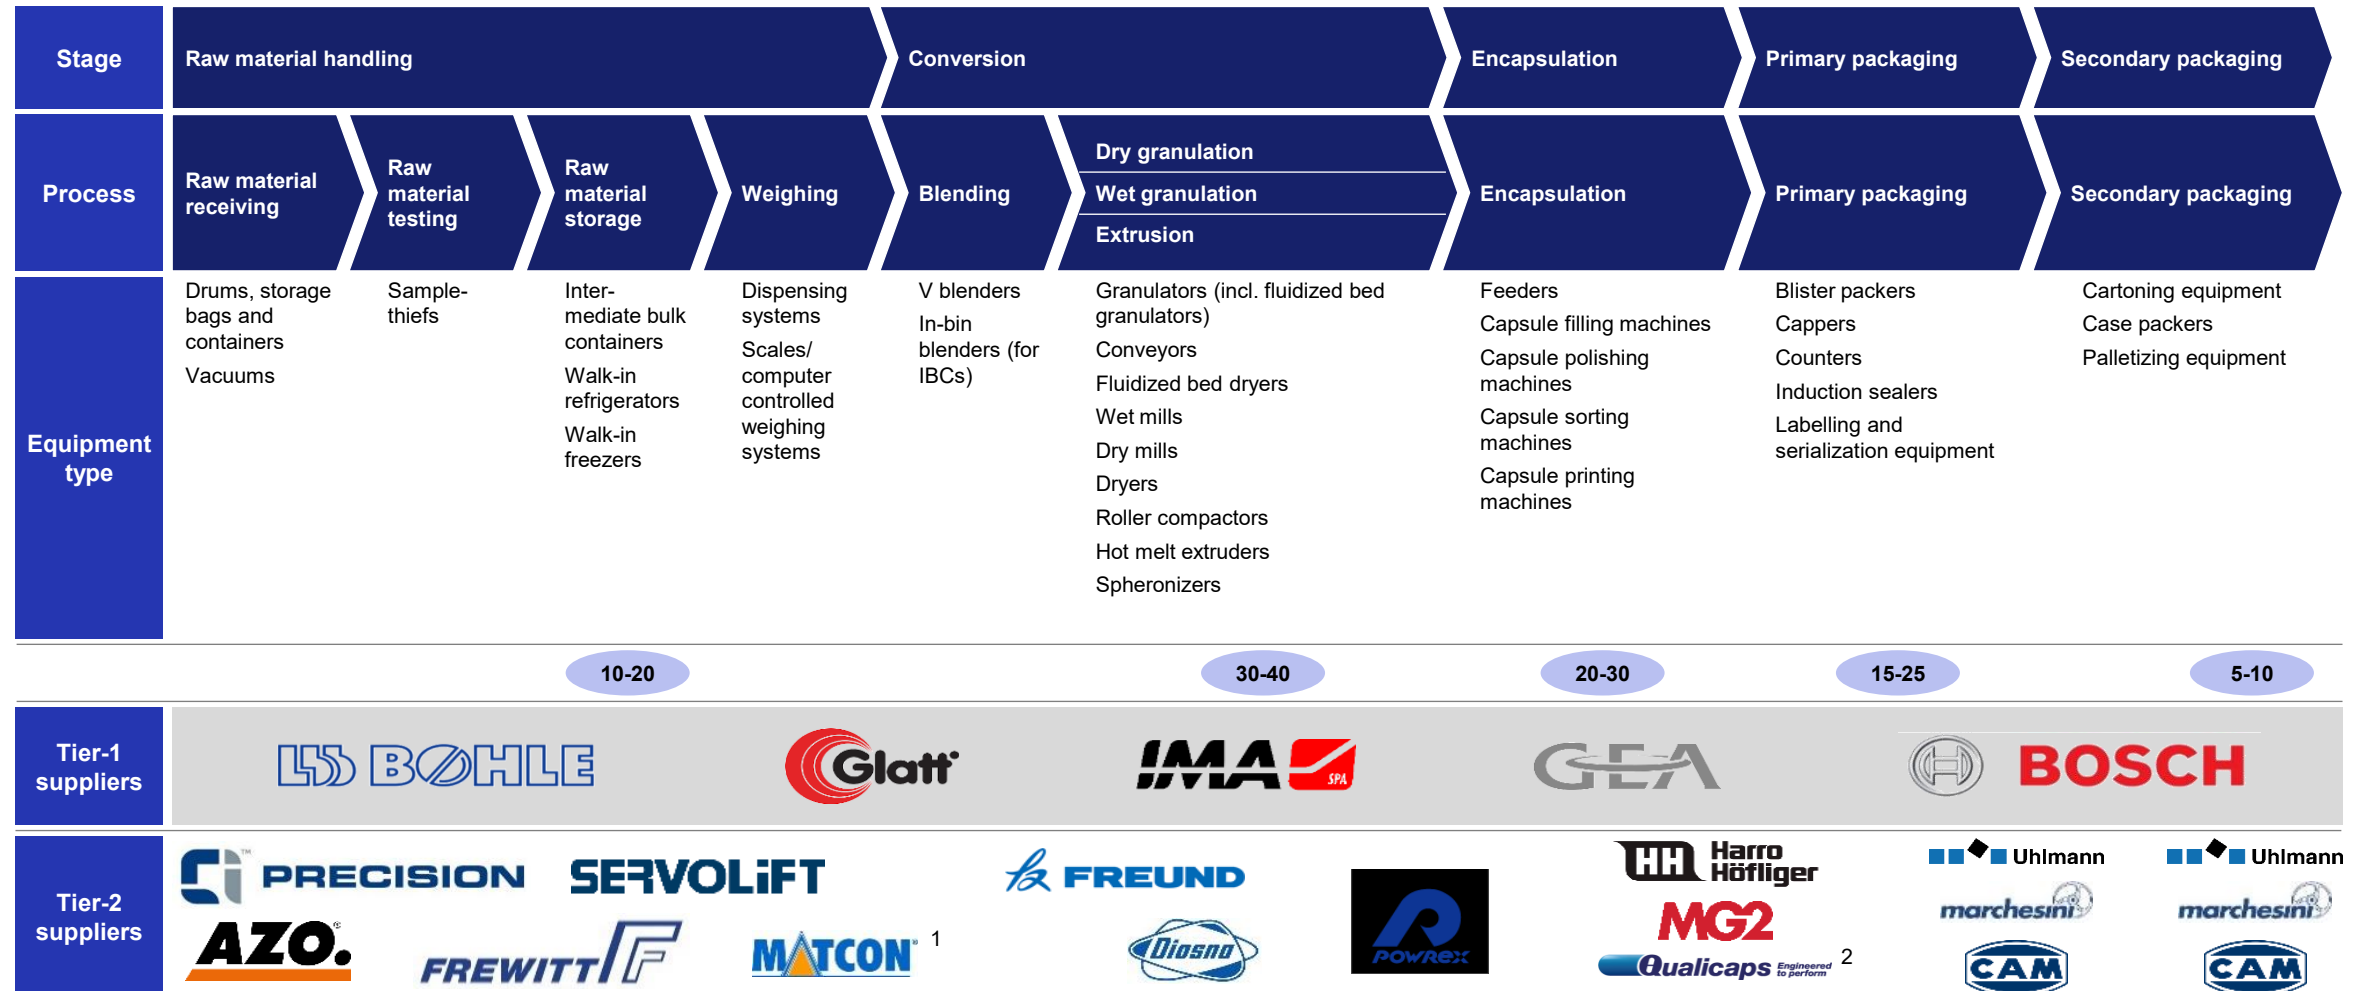 Stage
Raw material handling
Conversion
Encapsulation
Primary packaging
Secondary packaging
Process
Raw material
receiving
Raw
material
testing
Raw
material
storage
Weighing
Blending
Dry granulation
Wet granulation
Extrusion
Encapsulation
Primary packaging
Secondary packaging
Equipment
type
Drums, storage
bags and
containers
Vacuums
Sample-
thiefs
Inter-
mediate bulk
containers
Walk-in
refrigerators
Walk-in
freezers
Dispensing
systems
Scales/
computer
controlled
weighing
systems
V blenders
In-bin
blenders (for
IBCs)
Granulators (incl. fluidized bed
granulators)
Conveyors
Fluidized bed dryers
Wet mills
Dry mills
Dryers
Roller compactors
Hot melt extruders
Spheronizers
Feeders
Capsule filling machines
Capsule polishing
machines
Capsule sorting
machines
Capsule printing
machines
Blister packers
Cappers
Counters
Induction sealers
Labelling and
serialization equipment
Cartoning equipment
Case packers
Palletizing equipment
10-20
30-40
20-30
15-25
5-10
Tier-1
suppliers
BOHLE
Glatt
IMA SPA
GEA
BOSCH
Tier-2
suppliers
PRECISION
SERVOLiFT
AZO.®
FREWITT
MATCON® 1
FREUND
Diosna
POWREX
HH Harro
Höfliger
MG2
Qualicaps Engineered
to perform 2
Uhlmann
marchesini
CAM
Uhlmann
marchesini
CAM